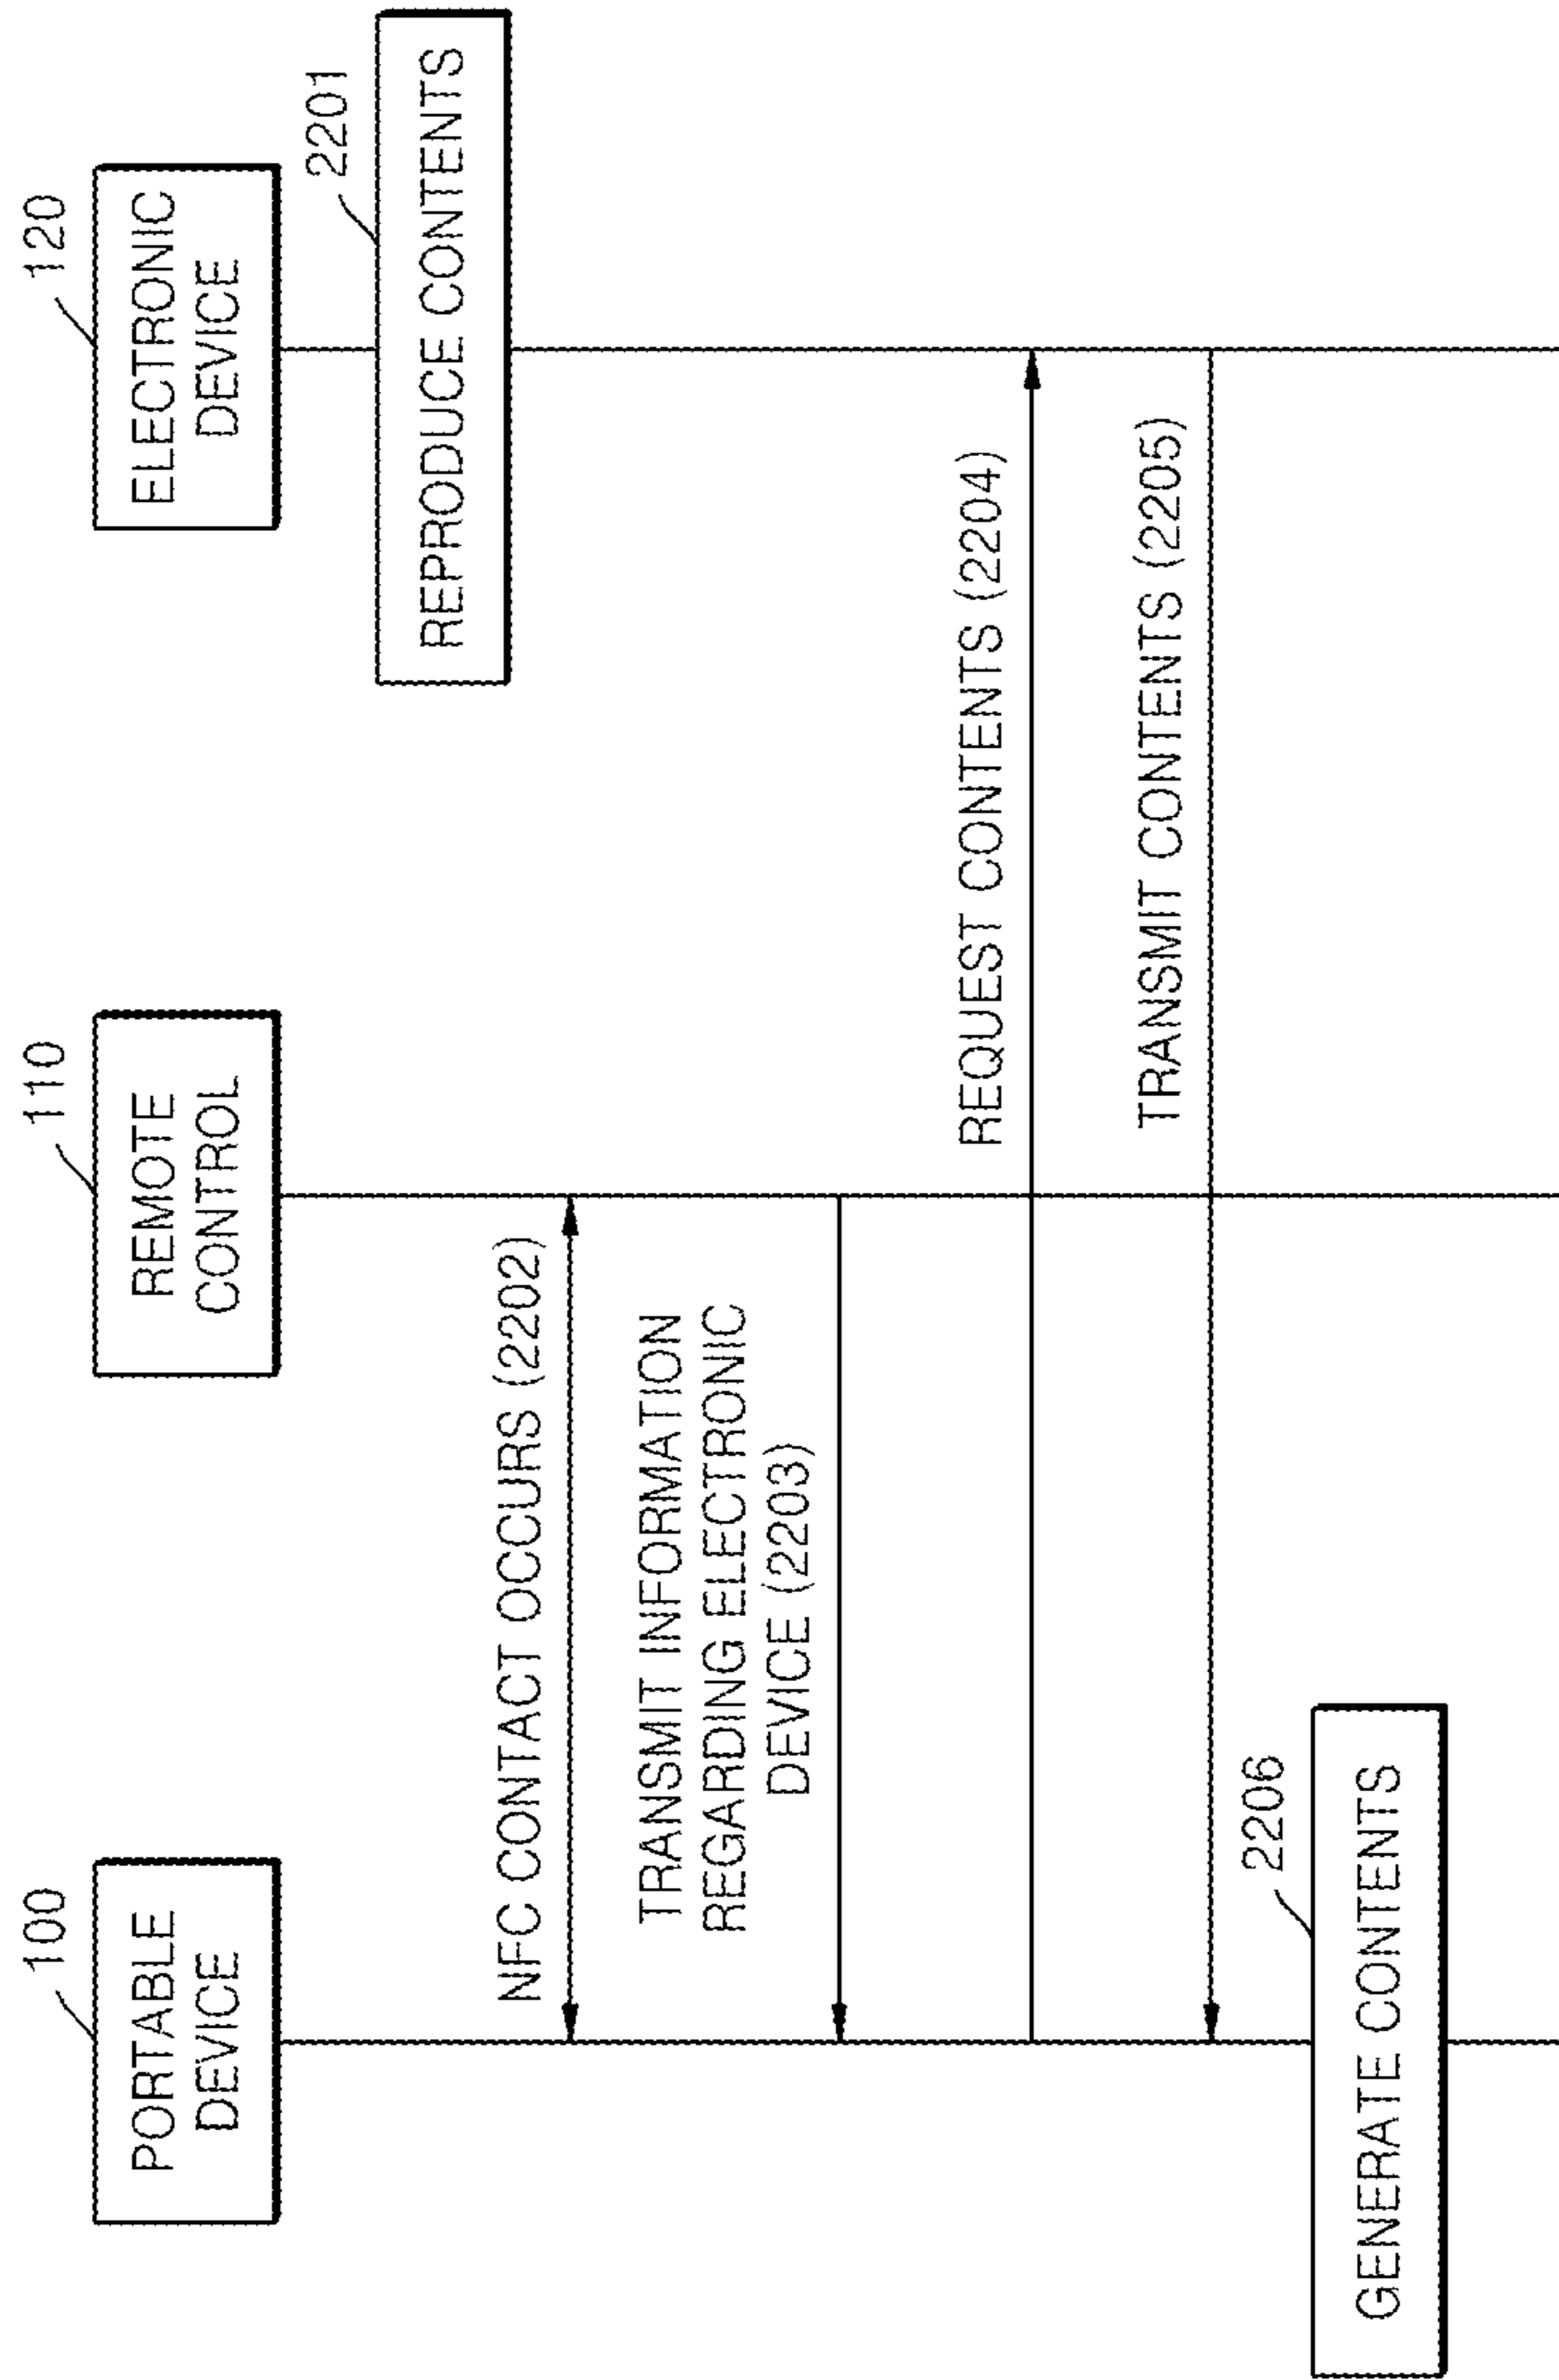 100
PORTABLE
DEVICE
110
REMOTE
CONTROL
120
ELECTRONIC
DEVICE
2201
REPRODUCE CONTENTS
NFC CONTACT OCCURS (2202)
TRANSMIT INFORMATION
REGARDING ELECTRONIC
DEVICE (2203)
REQUEST CONTENTS (2204)
TRANSMIT CONTENTS (2205)
2206
GENERATE CONTENTS